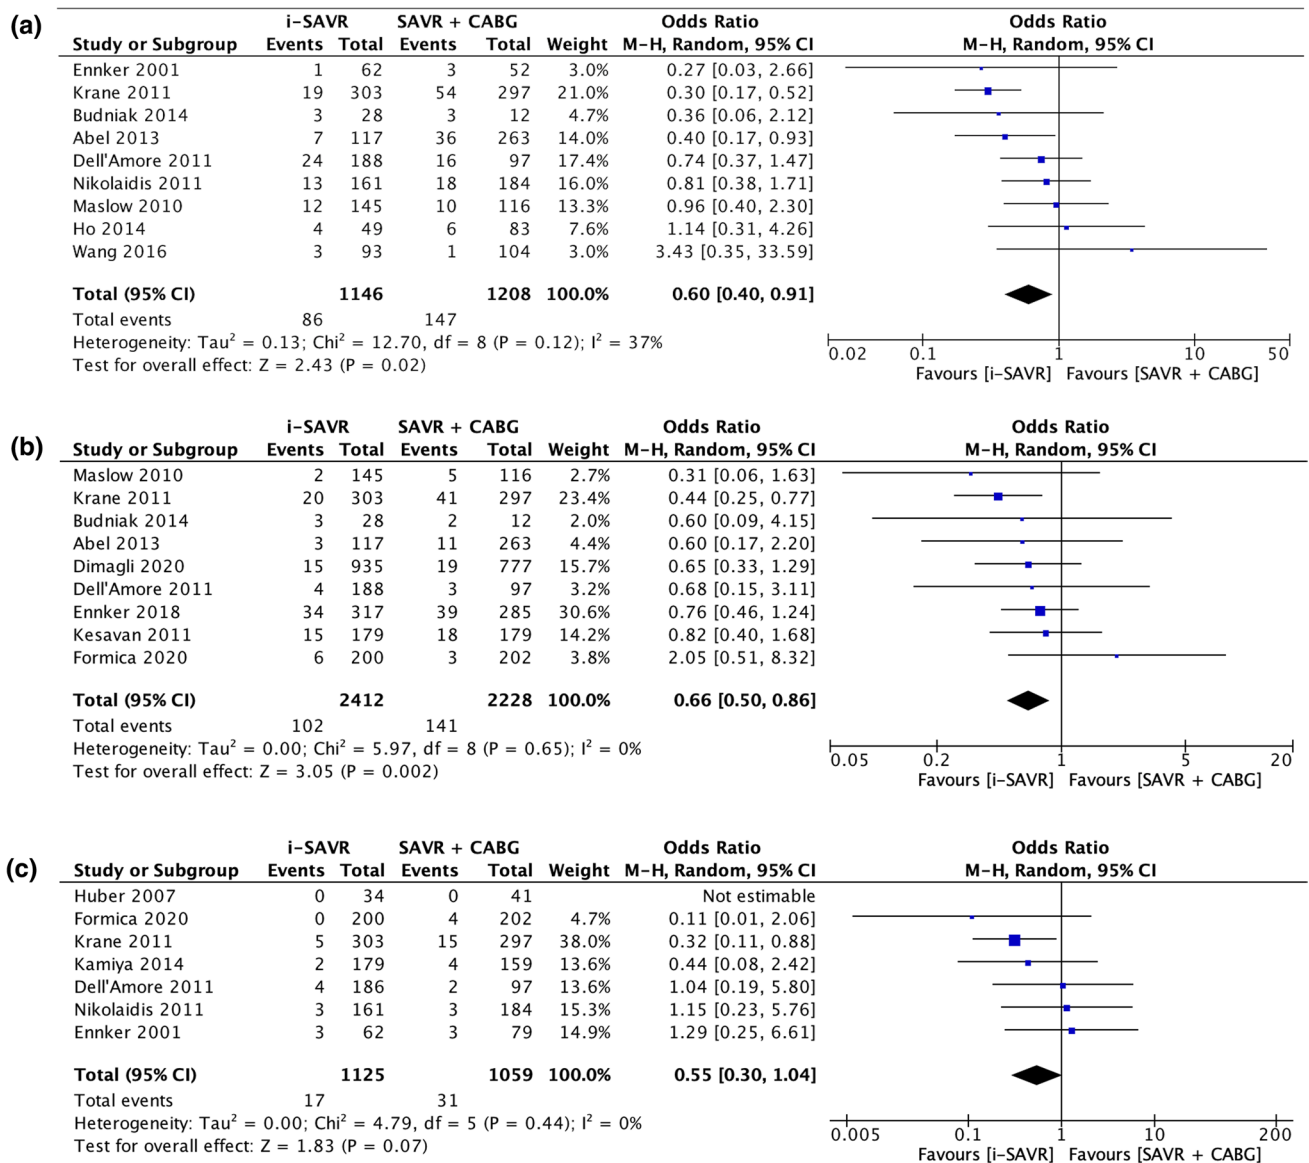 (a)
i-SAVR SAVR + CABG Odds Ratio Odds Ratio
Study or Subgroup Events Total Events Total Weight M-H, Random, 95% CI M-H, Random, 95% CI
Ennker 2001 1 62 3 52 3.0% 0.27 [0.03, 2.66]
Krane 2011 19 303 54 297 21.0% 0.30 [0.17, 0.52]
Budniak 2014 3 28 3 12 4.7% 0.36 [0.06, 2.12]
Abel 2013 7 117 36 263 14.0% 0.40 [0.17, 0.93]
Dell'Amore 2011 24 188 16 97 17.4% 0.74 [0.37, 1.47]
Nikolaidis 2011 13 161 18 184 16.0% 0.81 [0.38, 1.71]
Maslow 2010 12 145 10 116 13.3% 0.96 [0.40, 2.30]
Ho 2014 4 49 6 83 7.6% 1.14 [0.31, 4.26]
Wang 2016 3 93 1 104 3.0% 3.43 [0.35, 33.59]
Total (95% CI) 1146 1208 100.0% 0.60 [0.40, 0.91]
Total events 86 147
Heterogeneity: Tau² = 0.13; Chi² = 12.70, df = 8 (P = 0.12); I² = 37%
Test for overall effect: Z = 2.43 (P = 0.02)
0.02 0.1 1 10 50
Favours [i-SAVR] Favours [SAVR + CABG]
(b)
i-SAVR SAVR + CABG Odds Ratio Odds Ratio
Study or Subgroup Events Total Events Total Weight M-H, Random, 95% CI M-H, Random, 95% CI
Maslow 2010 2 145 5 116 2.7% 0.31 [0.06, 1.63]
Krane 2011 20 303 41 297 23.4% 0.44 [0.25, 0.77]
Budniak 2014 3 28 2 12 2.0% 0.60 [0.09, 4.15]
Abel 2013 3 117 11 263 4.4% 0.60 [0.17, 2.20]
Dimagli 2020 15 935 19 777 15.7% 0.65 [0.33, 1.29]
Dell'Amore 2011 4 188 3 97 3.2% 0.68 [0.15, 3.11]
Ennker 2018 34 317 39 285 30.6% 0.76 [0.46, 1.24]
Kesavan 2011 15 179 18 179 14.2% 0.82 [0.40, 1.68]
Formica 2020 6 200 3 202 3.8% 2.05 [0.51, 8.32]
Total (95% CI) 2412 2228 100.0% 0.66 [0.50, 0.86]
Total events 102 141
Heterogeneity: Tau² = 0.00; Chi² = 5.97, df = 8 (P = 0.65); I² = 0%
Test for overall effect: Z = 3.05 (P = 0.002)
0.05 0.2 1 5 20
Favours [i-SAVR] Favours [SAVR + CABG]
(c)
i-SAVR SAVR + CABG Odds Ratio Odds Ratio
Study or Subgroup Events Total Events Total Weight M-H, Random, 95% CI M-H, Random, 95% CI
Huber 2007 0 34 0 41 Not estimable
Formica 2020 0 200 4 202 4.7% 0.11 [0.01, 2.06]
Krane 2011 5 303 15 297 38.0% 0.32 [0.11, 0.88]
Kamiya 2014 2 179 4 159 13.6% 0.44 [0.08, 2.42]
Dell'Amore 2011 4 186 2 97 13.6% 1.04 [0.19, 5.80]
Nikolaidis 2011 3 161 3 184 15.3% 1.15 [0.23, 5.76]
Ennker 2001 3 62 3 79 14.9% 1.29 [0.25, 6.61]
Total (95% CI) 1125 1059 100.0% 0.55 [0.30, 1.04]
Total events 17 31
Heterogeneity: Tau² = 0.00; Chi² = 4.79, df = 5 (P = 0.44); I² = 0%
Test for overall effect: Z = 1.83 (P = 0.07)
0.005 0.1 1 10 200
Favours [i-SAVR] Favours [SAVR + CABG]